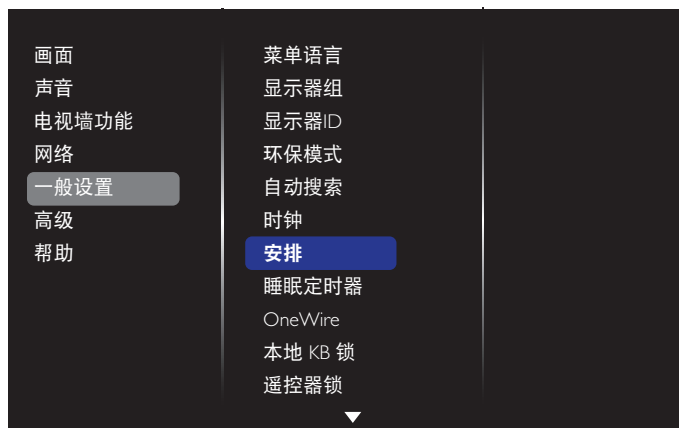 画面
声音
电视墙功能
网络
一般设置
高级
帮助
菜单语言
显示器组
显示器ID
环保模式
自动搜索
时钟
安排
睡眠定时器
OneWire
本地 KB 锁
遥控器锁